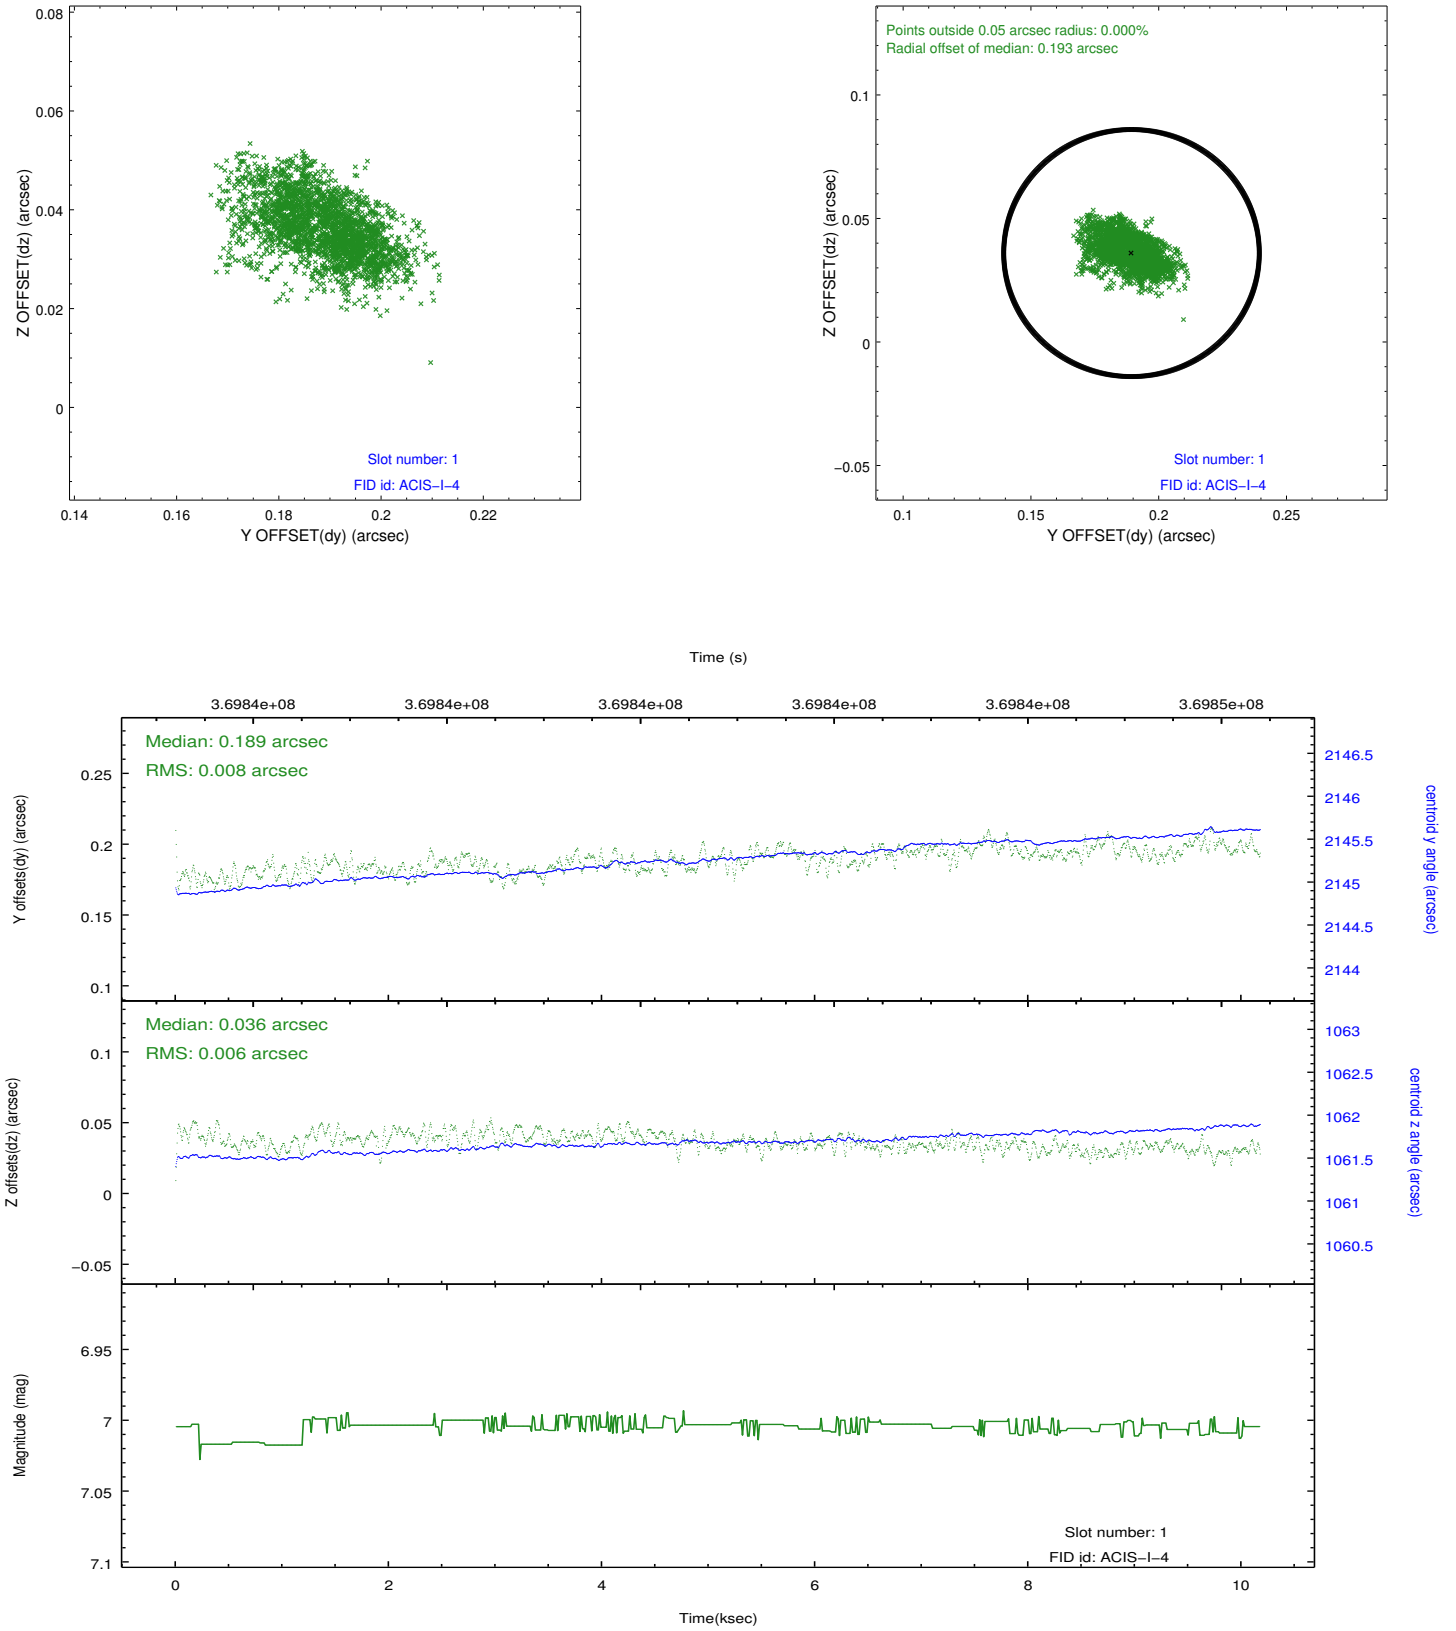 0.08
0.06
0.04
0.02
0
Z OFFSET(dz) (arcsec)
Slot number: 1
FID id: ACIS−I−4
0.14 0.16 0.18 0.2 0.22
Y OFFSET(dy) (arcsec)
Points outside 0.05 arcsec radius: 0.000%
Radial offset of median: 0.193 arcsec
0.1
0.05
0
−0.05
Z OFFSET(dz) (arcsec)
Slot number: 1
FID id: ACIS−I−4
0.1 0.15 0.2 0.25
Y OFFSET(dy) (arcsec)
Time (s)
3.6984e+08 3.6984e+08 3.6984e+08 3.6984e+08 3.6984e+08 3.6985e+08
Median: 0.189 arcsec
RMS: 0.008 arcsec
0.25
0.2
0.15
0.1
Y offsets(dy) (arcsec)
2146.5
2146
2145.5
2145
2144.5
2144
centroid y angle (arcsec)
Median: 0.036 arcsec
RMS: 0.006 arcsec
0.1
0.05
0
−0.05
Z offsets(dz) (arcsec)
1063
1062.5
1062
1061.5
1061
1060.5
centroid z angle (arcsec)
6.95
7
7.05
7.1
Magnitude (mag)
Slot number: 1
FID id: ACIS−I−4
0 2 4 6 8 10
Time(ksec)